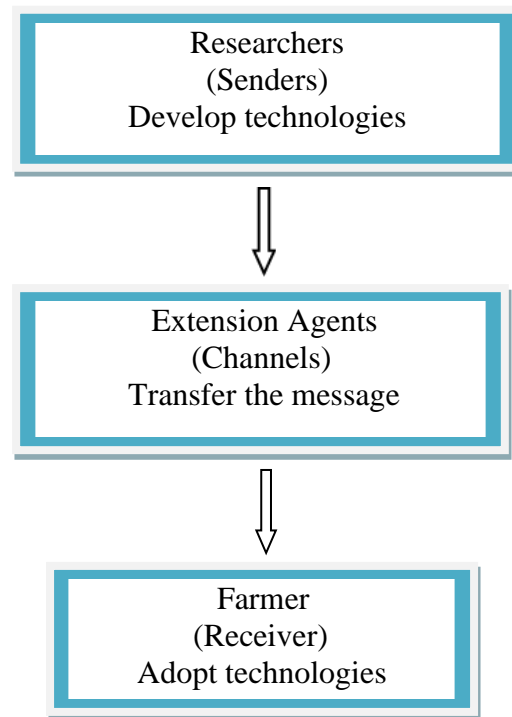 Researchers
(Senders)
Develop technologies
Extension Agents
(Channels)
Transfer the message
Farmer
(Receiver)
Adopt technologies